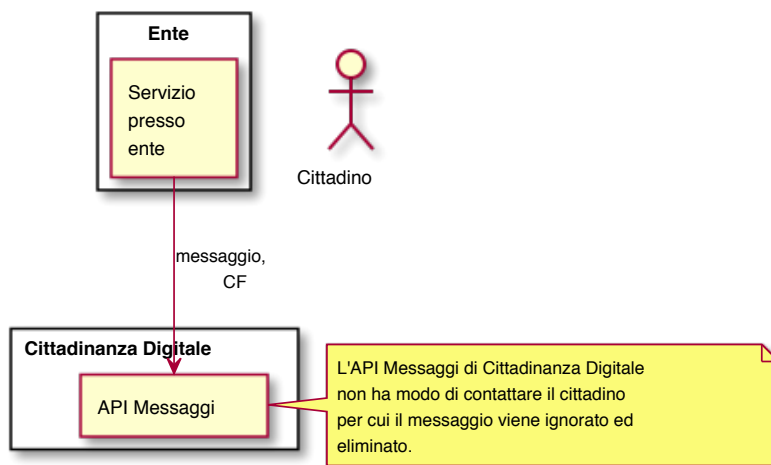 Ente
Servizio
presso
ente
Cittadino
messaggio,
CF
Cittadinanza Digitale
API Messaggi
L'API Messaggi di Cittadinanza Digitale
non ha modo di contattare il cittadino
per cui il messaggio viene ignorato ed
eliminato.